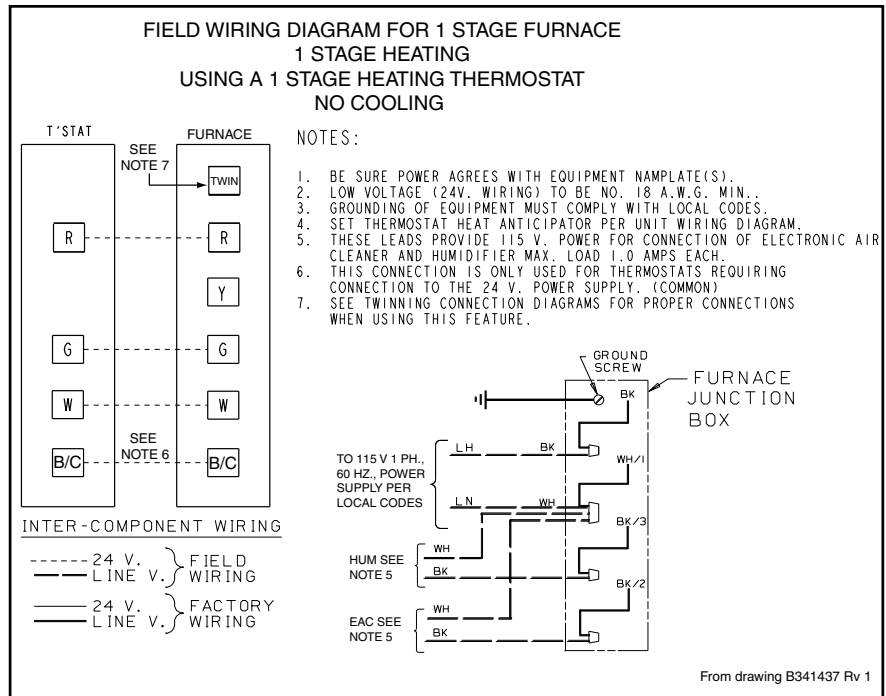 FIELD WIRING DIAGRAM FOR 1 STAGE FURNACE
1 STAGE HEATING
USING A 1 STAGE HEATING THERMOSTAT
NO COOLING
T'STAT
FURNACE
SEE
NOTE 7
TWIN
R
R
Y
G
G
W
W
SEE
NOTE 6
B/C
B/C
INTER-COMPONENT WIRING
24 V.
LINE V.
FIELD
WIRING
24 V.
LINE V.
FACTORY
WIRING
NOTES:
1. BE SURE POWER AGREES WITH EQUIPMENT NAMPLATE(S).
2. LOW VOLTAGE (24V. WIRING) TO BE NO. 18 A.W.G. MIN..
3. GROUNDING OF EQUIPMENT MUST COMPLY WITH LOCAL CODES.
4. SET THERMOSTAT HEAT ANTICIPATOR PER UNIT WIRING DIAGRAM.
5. THESE LEADS PROVIDE 115 V. POWER FOR CONNECTION OF ELECTRONIC AIR
CLEANER AND HUMIDIFIER MAX. LOAD 1.0 AMPS EACH.
6. THIS CONNECTION IS ONLY USED FOR THERMOSTATS REQUIRING
CONNECTION TO THE 24 V. POWER SUPPLY. (COMMON)
7. SEE TWINNING CONNECTION DIAGRAMS FOR PROPER CONNECTIONS
WHEN USING THIS FEATURE.
GROUND
SCREW
FURNACE
JUNCTION
BOX
BK
TO 115 V 1 PH.,
60 HZ., POWER
SUPPLY PER
LOCAL CODES
LH
BK
WH/1
LN
WH
BK/3
HUM SEE
NOTE 5
WH
BK
BK/2
EAC SEE
NOTE 5
WH
BK
From drawing B341437 Rv 1